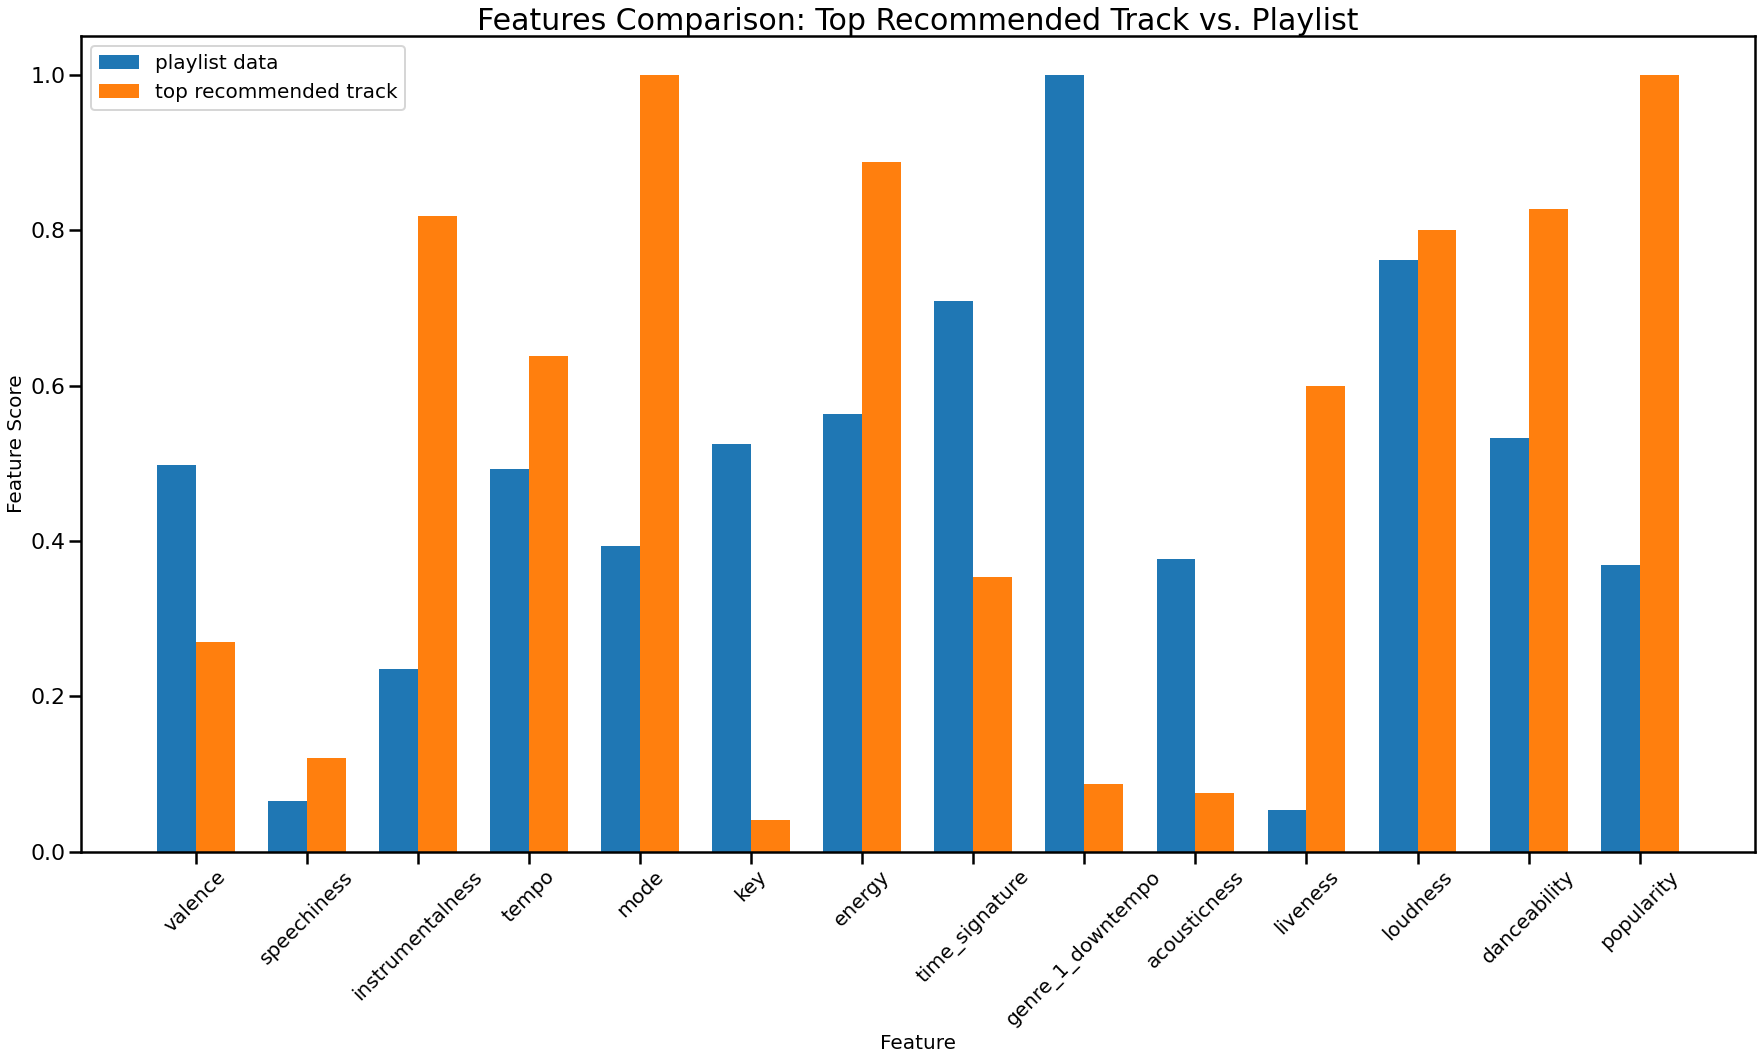 Features Comparison: Top Recommended Track vs. Playlist
playlist data
top recommended track
1.0
0.8
0.6
0.4
0.2
0.0
Feature Score
valence
speechiness
instrumentalness
tempo
mode
key
energy
time_signature
genre_1_downtempo
acousticness
liveness
loudness
danceability
popularity
Feature